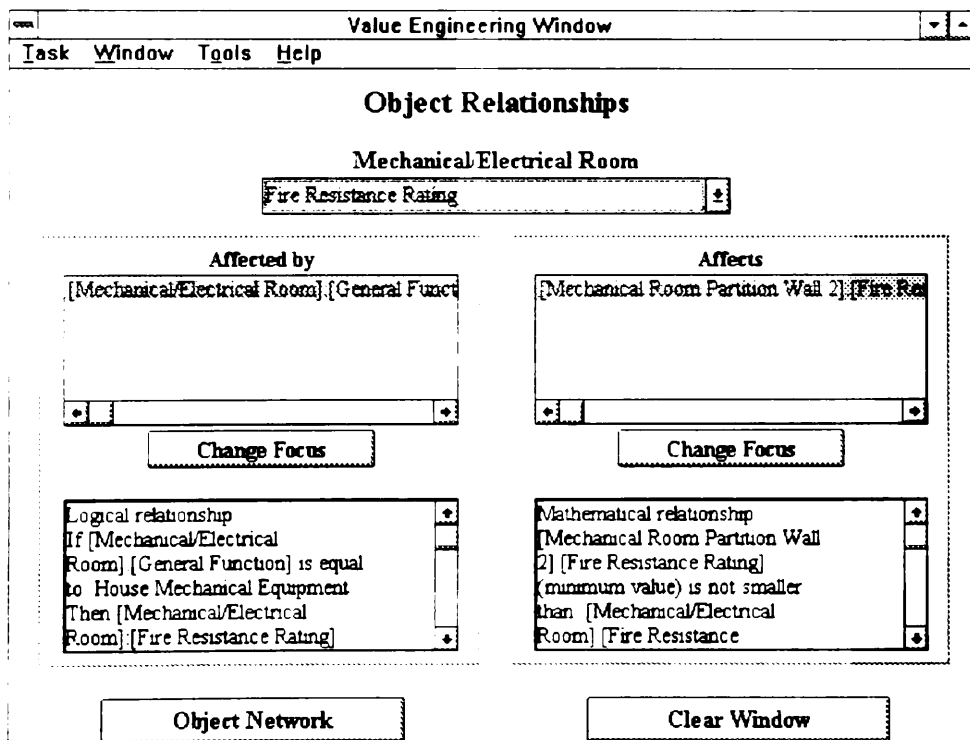 Value Engineering Window
Task Window Tools Help
Object Relationships
Mechanical/Electrical Room
Fire Resistance Rating
Affected by
[Mechanical/Electrical Room].[General Funct
Change Focus
Logical relationship
If [Mechanical/Electrical
Room].[General Function] is equal
to House Mechanical Equipment
Then [Mechanical/Electrical
Room].[Fire Resistance Rating]
Affects
[Mechanical Room Partition Wall 2].[Fire Res
Change Focus
Mathematical relationship
[Mechanical Room Partition Wall
2].[Fire Resistance Rating]
(minimum value) is not smaller
than [Mechanical/Electrical
Room].[Fire Resistance
Object Network
Clear Window